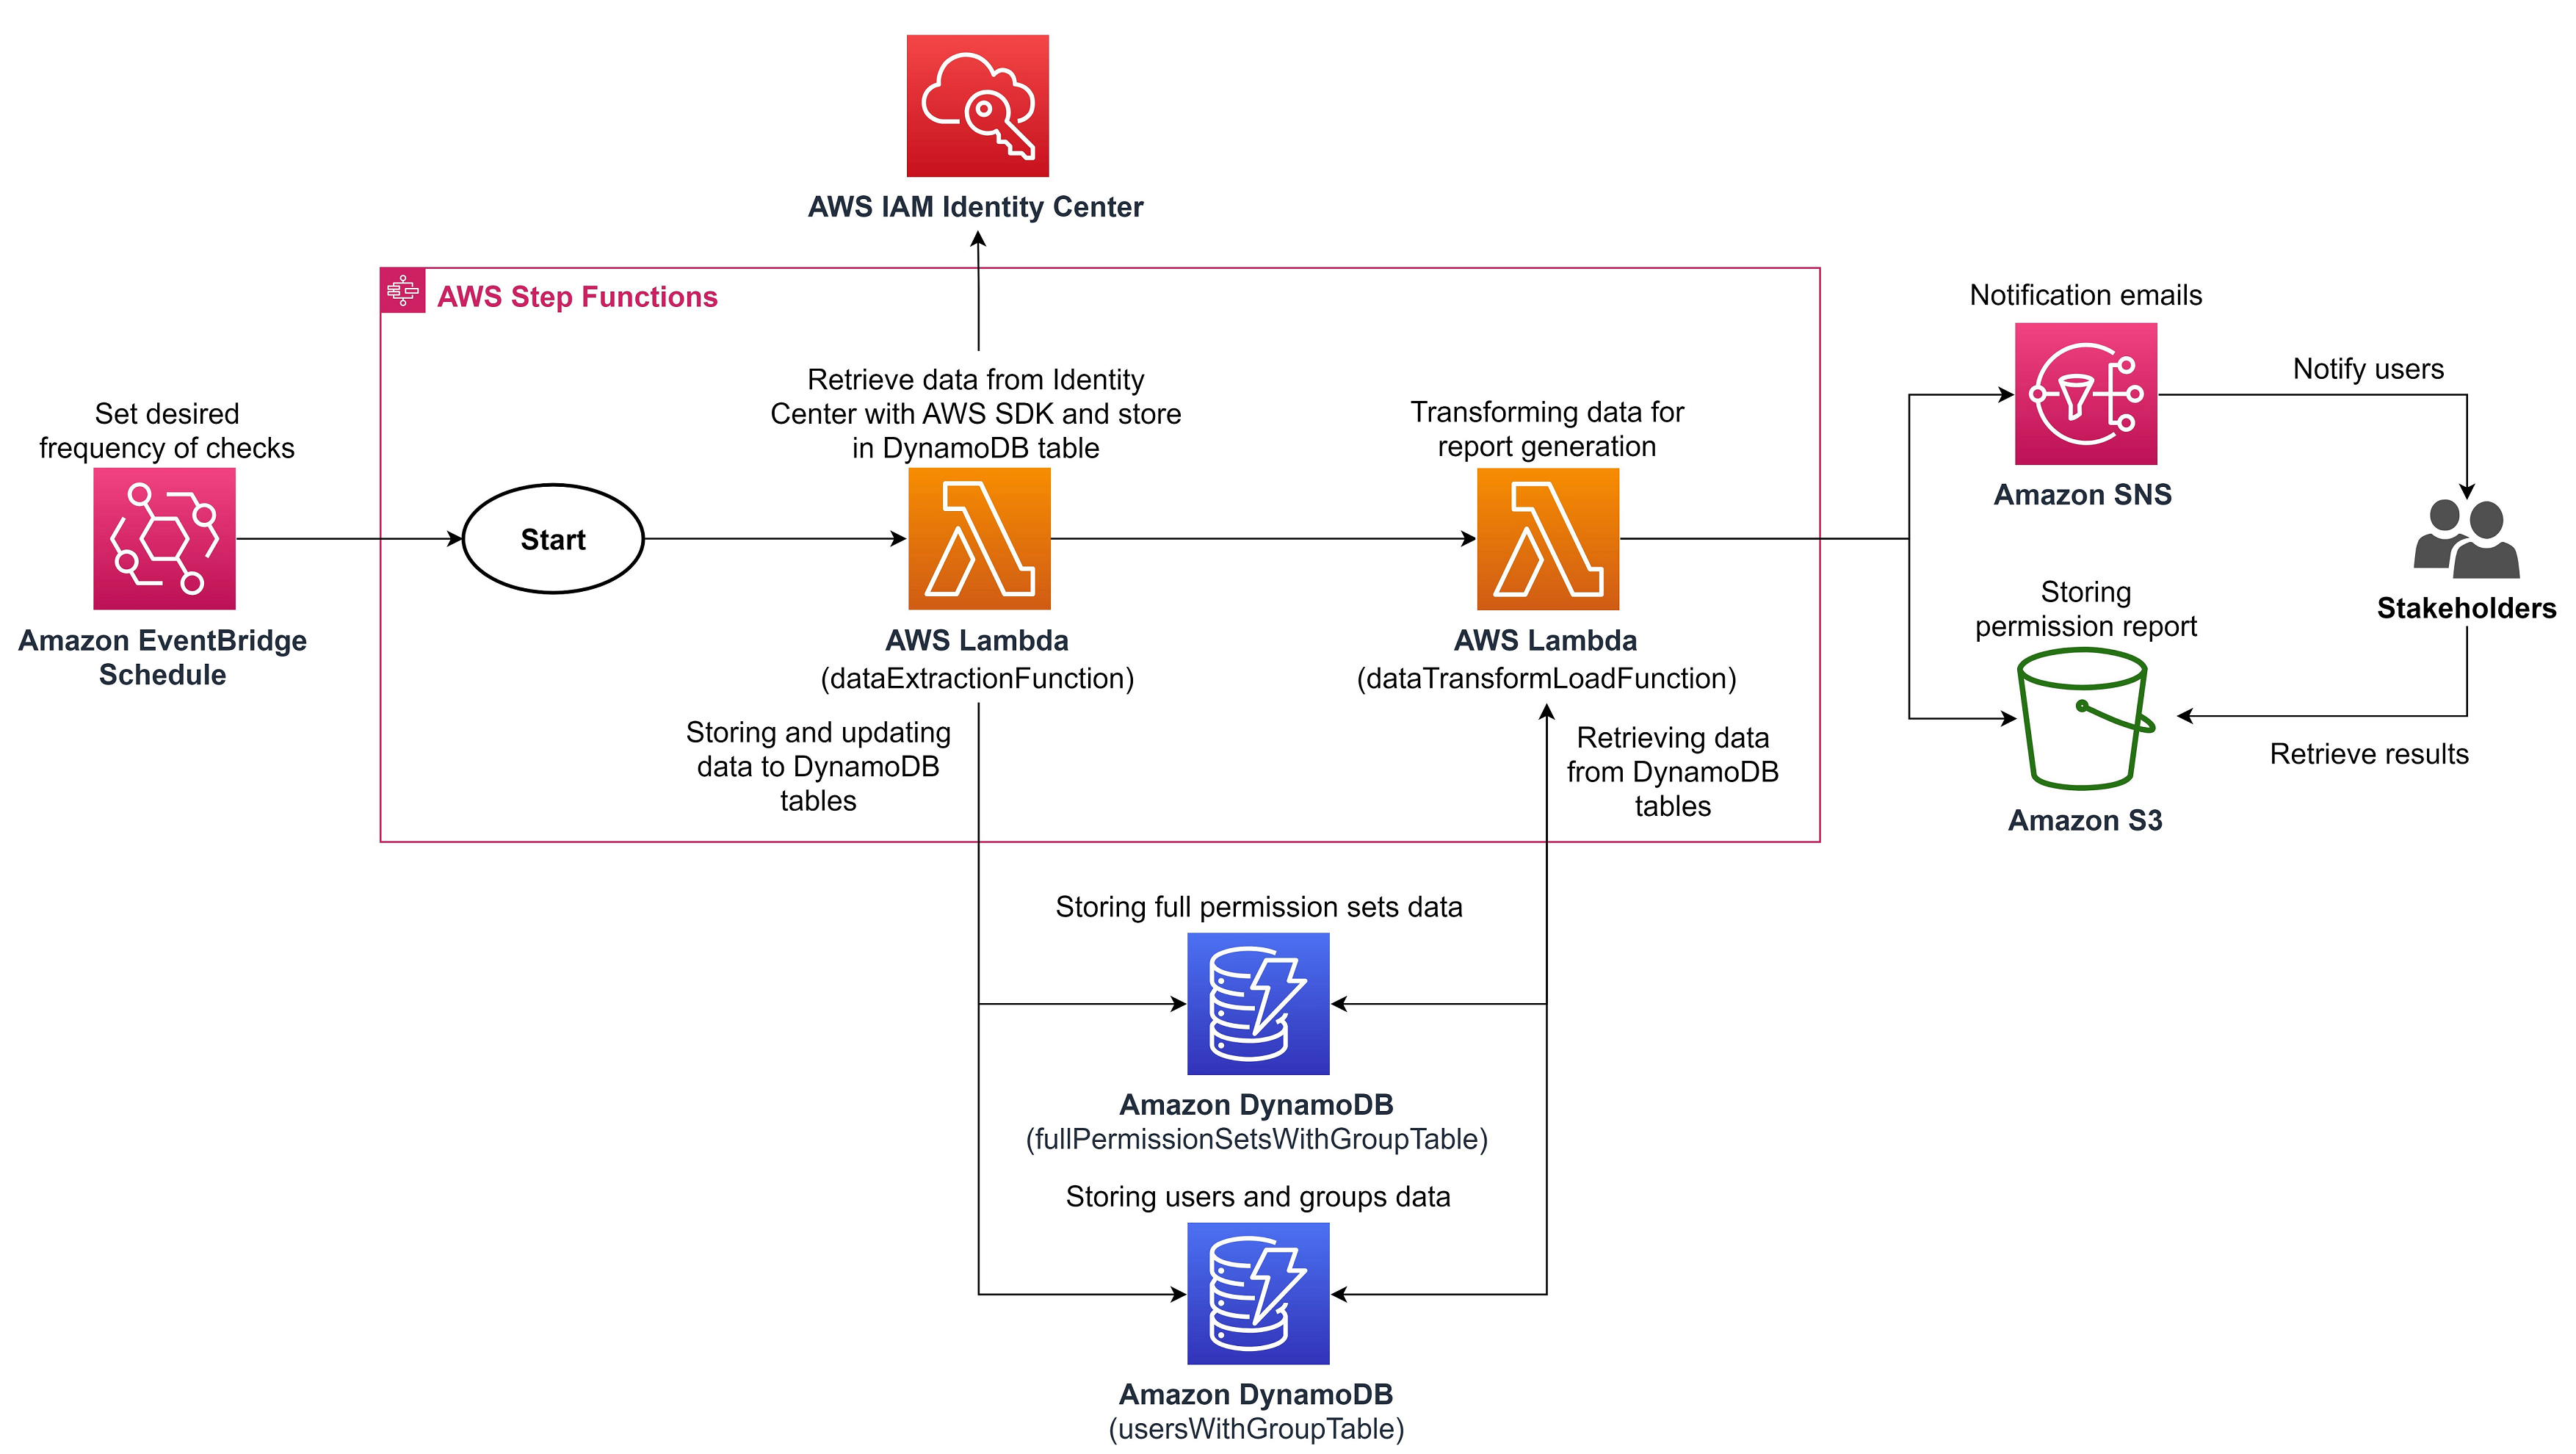 AWS IAM Identity Center
AWS Step Functions
Set desired
frequency of checks
Amazon EventBridge
Schedule
Start
Retrieve data from Identity
Center with AWS SDK and store
in DynamoDB table
AWS Lambda
(dataExtractionFunction)
Storing and updating
data to DynamoDB
tables
Transforming data for
report generation
AWS Lambda
(dataTransformLoadFunction)
Retrieving data
from DynamoDB
tables
Notification emails
Amazon SNS
Notify users
Stakeholders
Storing
permission report
Amazon S3
Retrieve results
Storing full permission sets data
Amazon DynamoDB
(fullPermissionSetsWithGroupTable)
Storing users and groups data
Amazon DynamoDB
(usersWithGroupTable)